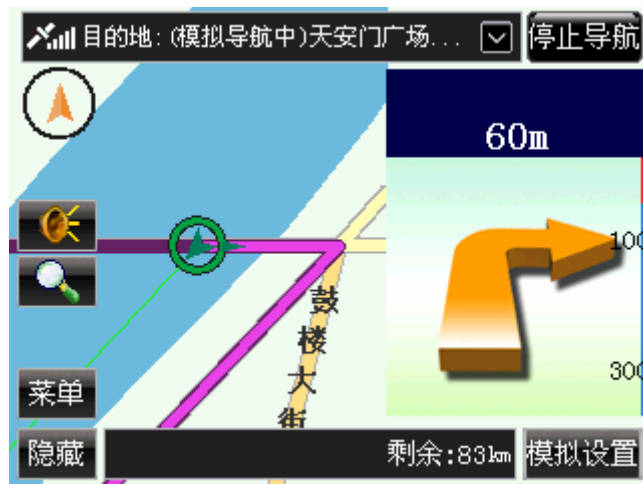 目的地:(模拟导航中)天安门广场...
停止导航
60m
100
300
鼓楼大街
菜单
隐藏
剩余:83km
模拟设置